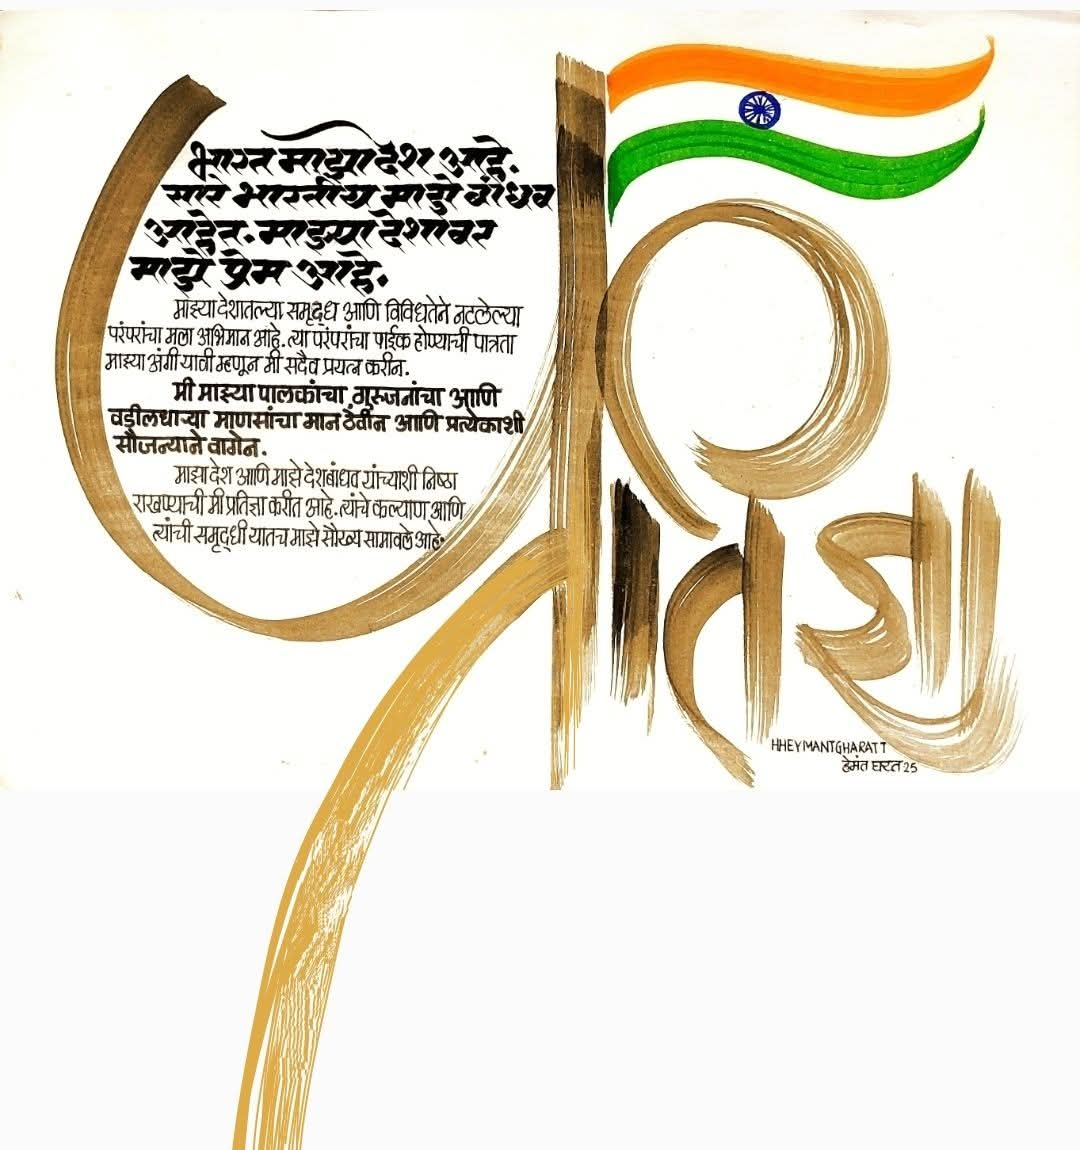 भारत माझा देश आहे.
सारे भारतीय माझे बांधव
आहेत. माझ्या देशावर
माझे प्रेम आहे.
माझ्या देशातल्या समृद्ध आणि विविधतेने नटलेल्या
परंपरांचा मला अभिमान आहे. त्या परंपरांचा पाईक होण्याची पात्रता
माझ्या अंगी यावी म्हणून मी सदैव प्रयत्न करीन.
मी माझ्या पालकांचा, गुरुजनांचा आणि
वडीलधाऱ्या माणसांचा मान ठेवीन आणि प्रत्येकाशी
सौजन्याने वागेन.
माझा देश आणि माझे देशबांधव यांच्याशी निष्ठा
राखण्याची मी प्रतिज्ञा करीत आहे. त्यांचे कल्याण आणि
त्यांची समृद्धी यातच माझे सौख्य सामावले आहे.
प्रतिज्ञा
HHEYMANTGHARATT
हेमंत घरत 25